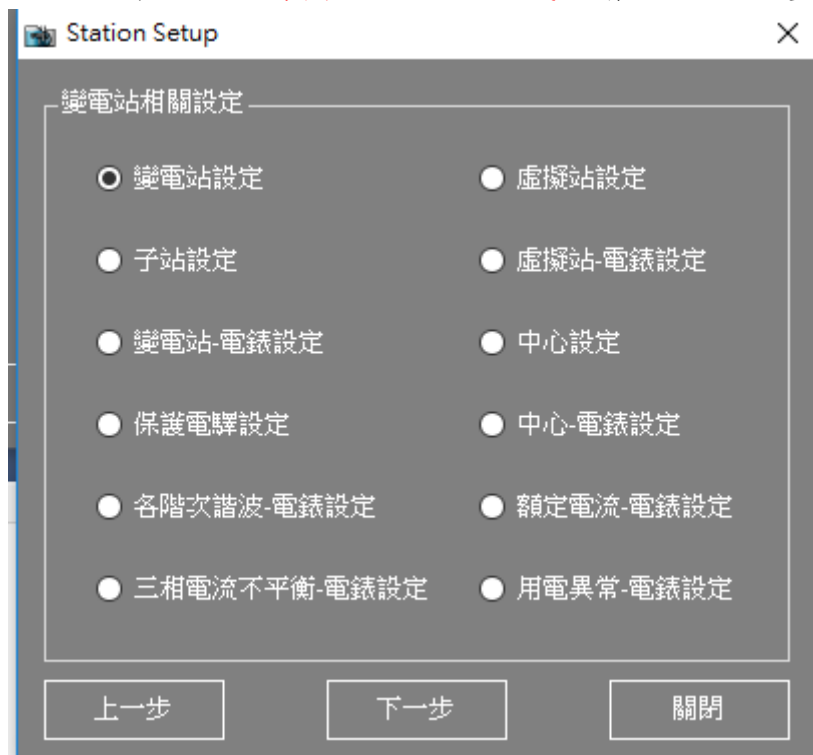 Station Setup
變電站相關設定
變電站設定
虛擬站設定
子站設定
虛擬站-電錶設定
變電站-電錶設定
中心設定
保護電驛設定
中心-電錶設定
各階次諧波-電錶設定
額定電流-電錶設定
三相電流不平衡-電錶設定
用電異常-電錶設定
上一步
下一步
關閉